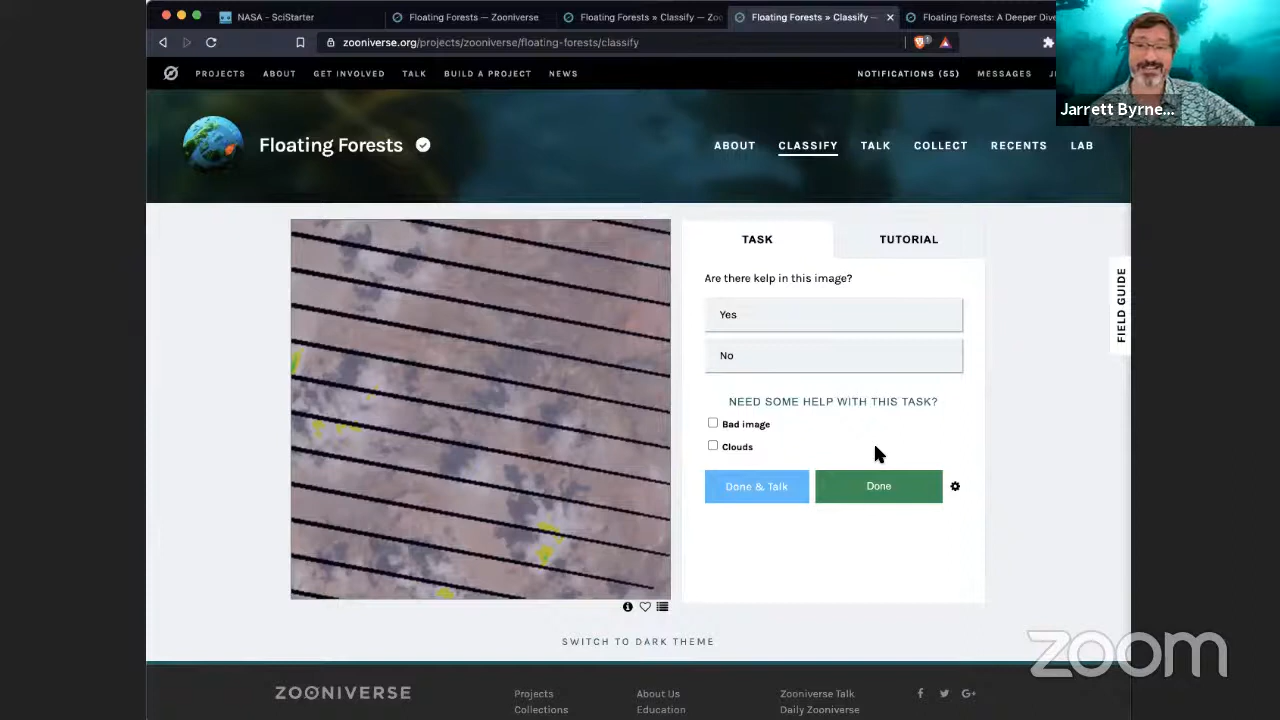 NASA - SciStarter
Floating Forests — Zooniverse
Floating Forests » Classify — Zoo
Floating Forests » Classify —
Floating Forests: A Deeper Dive
zooniverse.org/projects/zooniverse/floating-forests/classify
1
PROJECTS ABOUT GET INVOLVED TALK BUILD A PROJECT NEWS
NOTIFICATIONS (55) MESSAGES
Jarrett Byrne...
Floating Forests
ABOUT CLASSIFY TALK COLLECT RECENTS LAB
TASK TUTORIAL
Are there kelp in this image?
Yes
No
NEED SOME HELP WITH THIS TASK?
Bad image
Clouds
Done & Talk Done
FIELD GUIDE
SWITCH TO DARK THEME
zoom
ZOONIVERSE
Projects About Us Zooniverse Talk
Collections Education Daily Zooniverse